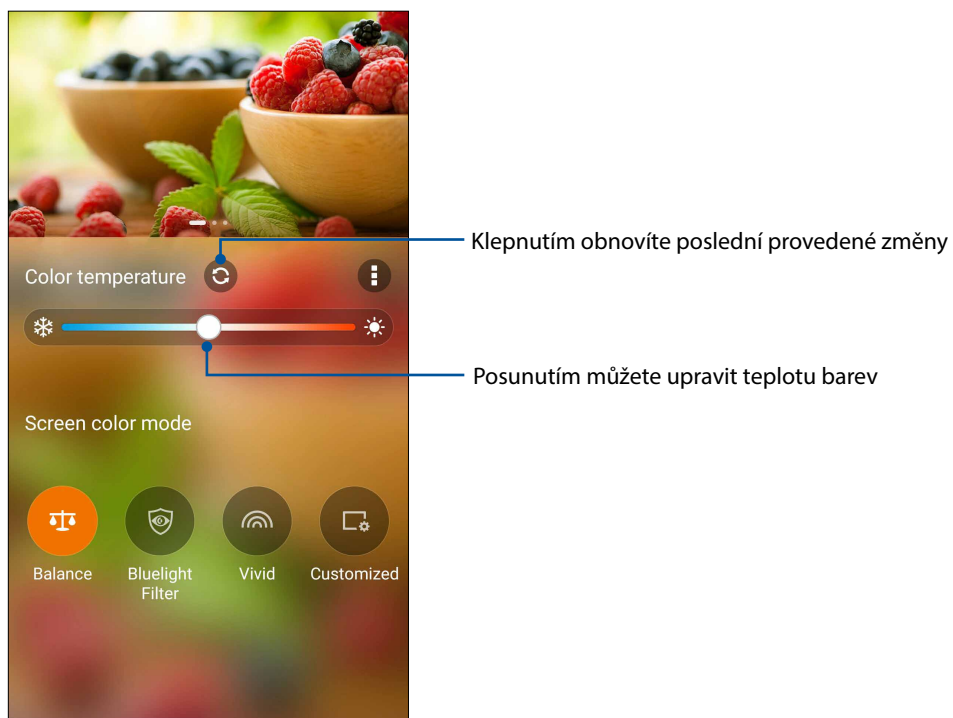 Klepnutím obnovíte poslední provedené změny
Color temperature
Posunutím můžete upravit teplotu barev
Screen color mode
Balance
Bluelight
Filter
Vivid
Customized